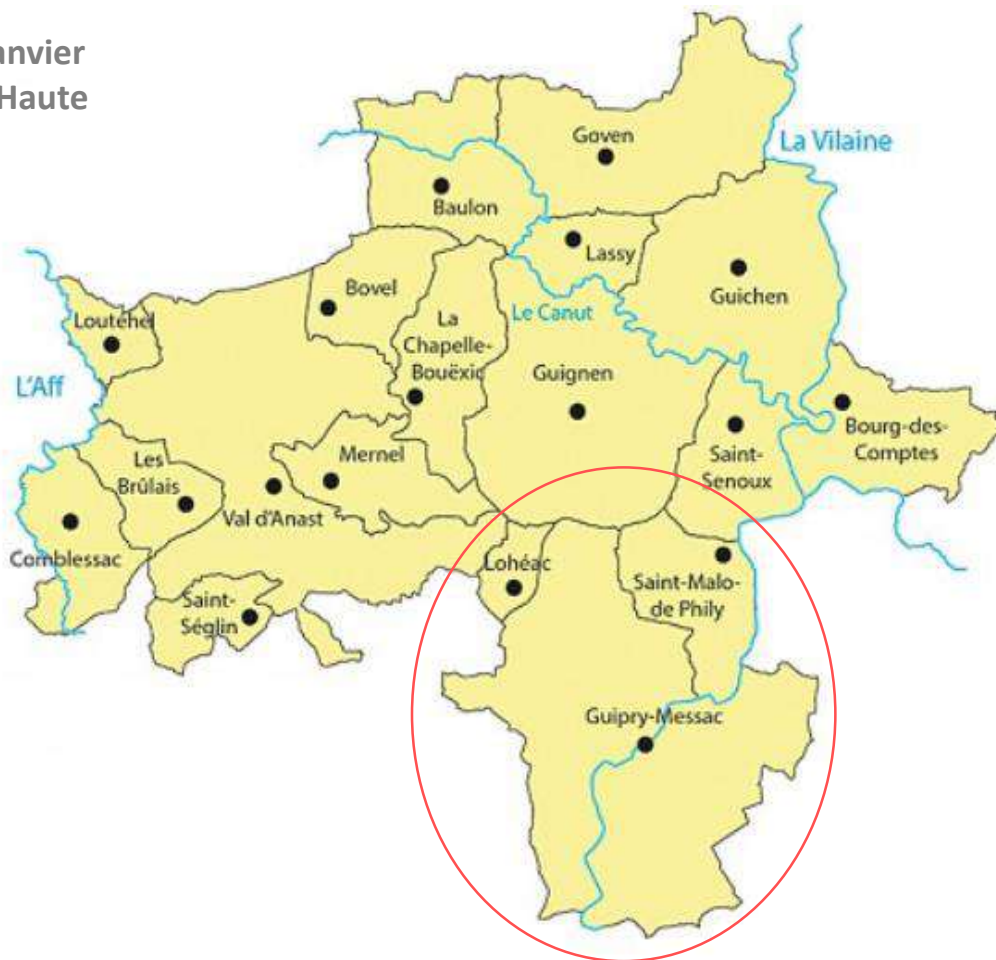 anvier
Haute
Goven
La Vilaine
Baulon
Lassy
Guichen
Bovel
Le Canut
Loutéhel
La
Chapelle-
Bouëxic
Guignen
L'Aff
Bourg-des-
Comptes
Saint-
Senoux
Mernel
Les
Brûlais
Val d'Anast
Comblessac
Lohéac
Saint-Malo-
de Phily
Saint-
Séglin
Guipry-Messac